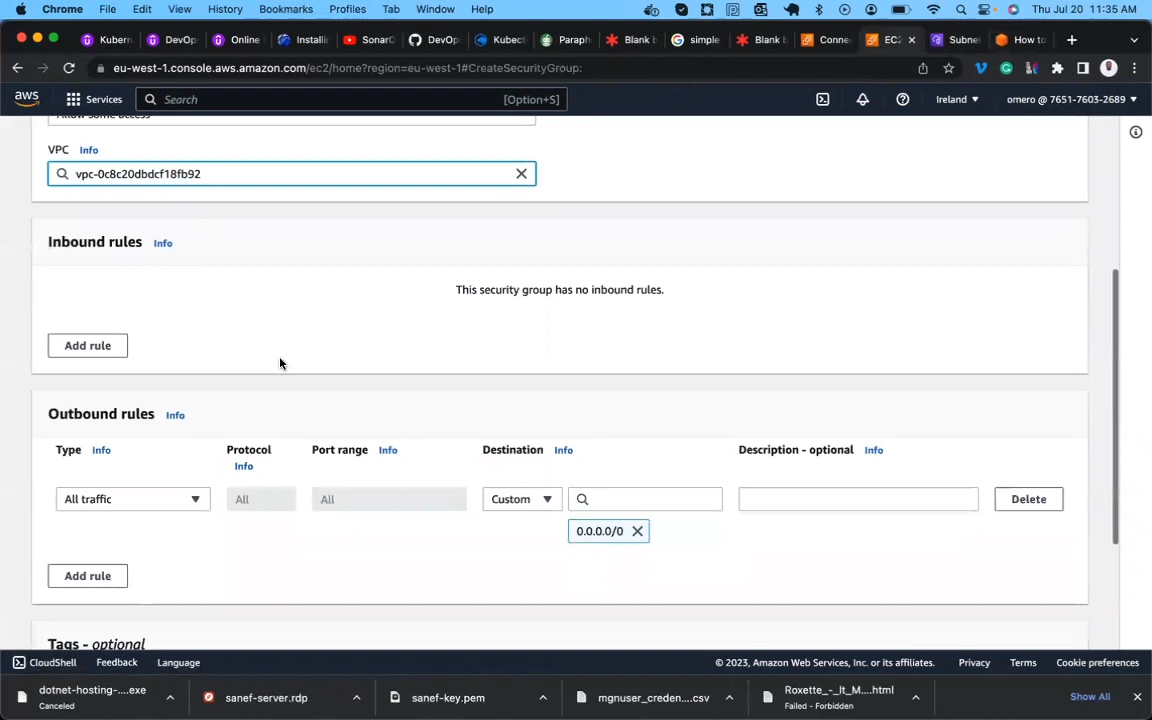 Chrome File Edit View History Bookmarks Profiles Tab Window Help Thu Jul 20 11:35 AM
Kubern DevOp Online Installi SonarQ DevOp Kubect Paraph Blank b simple Blank b Conne EC2 Subne How to
eu-west-1.console.aws.amazon.com/ec2/home?region=eu-west-1#CreateSecurityGroup:
aws Services Search [Option+S] Ireland omero @ 7651-7603-2689
Allow some access
VPC Info
vpc-0c8c20dbdcf18fb92
Inbound rules Info
This security group has no inbound rules.
Add rule
Outbound rules Info
Type Info Protocol Info Port range Info Destination Info Description - optional Info
All traffic All All Custom Delete
0.0.0.0/0
Add rule
Tags - optional
CloudShell Feedback Language © 2023, Amazon Web Services, Inc. or its affiliates. Privacy Terms Cookie preferences
dotnet-hosting-....exe sanef-server.rdp sanef-key.pem mgnuser_creden....csv Roxette_-_It_M....html Show All
Canceled Failed - Forbidden